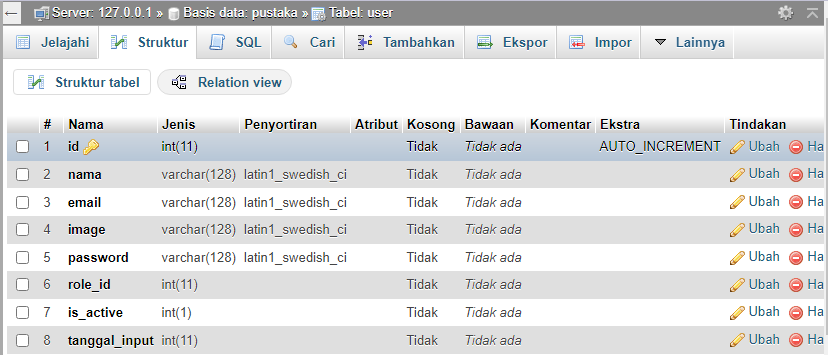 Server: 127.0.0.1 » Basis data: pustaka » Tabel: user
Jelajahi Struktur SQL Cari Tambahkan Ekspor Impor Lainnya
Struktur tabel Relation view
# Nama Jenis Penyortiran Atribut Kosong Bawaan Komentar Ekstra Tindakan
1 id int(11) Tidak Tidak ada AUTO_INCREMENT Ubah Ha
2 nama varchar(128) latin1_swedish_ci Tidak Tidak ada Ubah Ha
3 email varchar(128) latin1_swedish_ci Tidak Tidak ada Ubah Ha
4 image varchar(128) latin1_swedish_ci Tidak Tidak ada Ubah Ha
5 password varchar(128) latin1_swedish_ci Tidak Tidak ada Ubah Ha
6 role_id int(11) Tidak Tidak ada Ubah Ha
7 is_active int(1) Tidak Tidak ada Ubah Ha
8 tanggal_input int(11) Tidak Tidak ada Ubah Ha